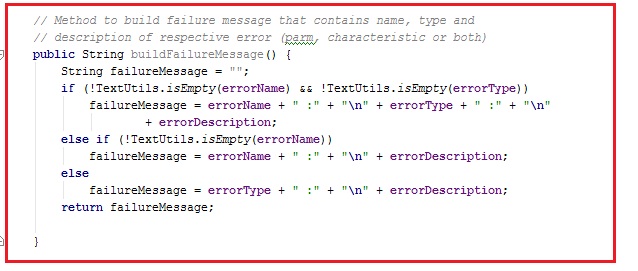 // Method to build failure message that contains name, type and
// description of respective error (parm, characteristic or both)
public String buildFailureMessage() {
    String failureMessage = "";
    if (!TextUtils.isEmpty(errorName) && !TextUtils.isEmpty(errorType))
        failureMessage = errorName + " :" + "\n" + errorType + " :" + "\n"
                + errorDescription;
    else if (!TextUtils.isEmpty(errorName))
        failureMessage = errorName + " :" + "\n" + errorDescription;
    else
        failureMessage = errorType + " :" + "\n" + errorDescription;
    return failureMessage;
}